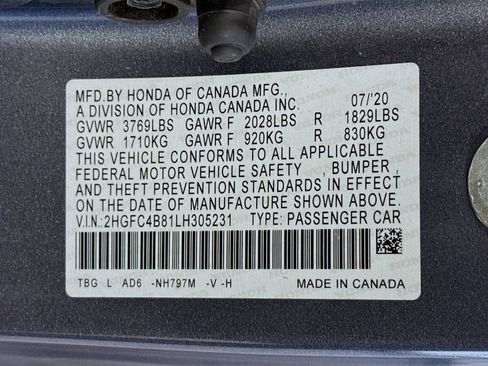 MFD.BY HONDA OF CANADA MFG.,
A DIVISION OF HONDA CANADA INC. 07/'20
GVWR 3769LBS GAWR F 2028LBS R 1829LBS
GVWR 1710KG GAWR F 920KG R 830KG
THIS VEHICLE CONFORMS TO ALL APPLICABLE
FEDERAL MOTOR VEHICLE SAFETY , BUMPER ,
AND THEFT PREVENTION STANDARDS IN EFFECT
ON THE DATE OF MANUFACTURE SHOWN ABOVE.
V.I.N: 2HGFC4B81LH305231 TYPE: PASSENGER CAR
TBG L AD6 -NH797M -V -H MADE IN CANADA